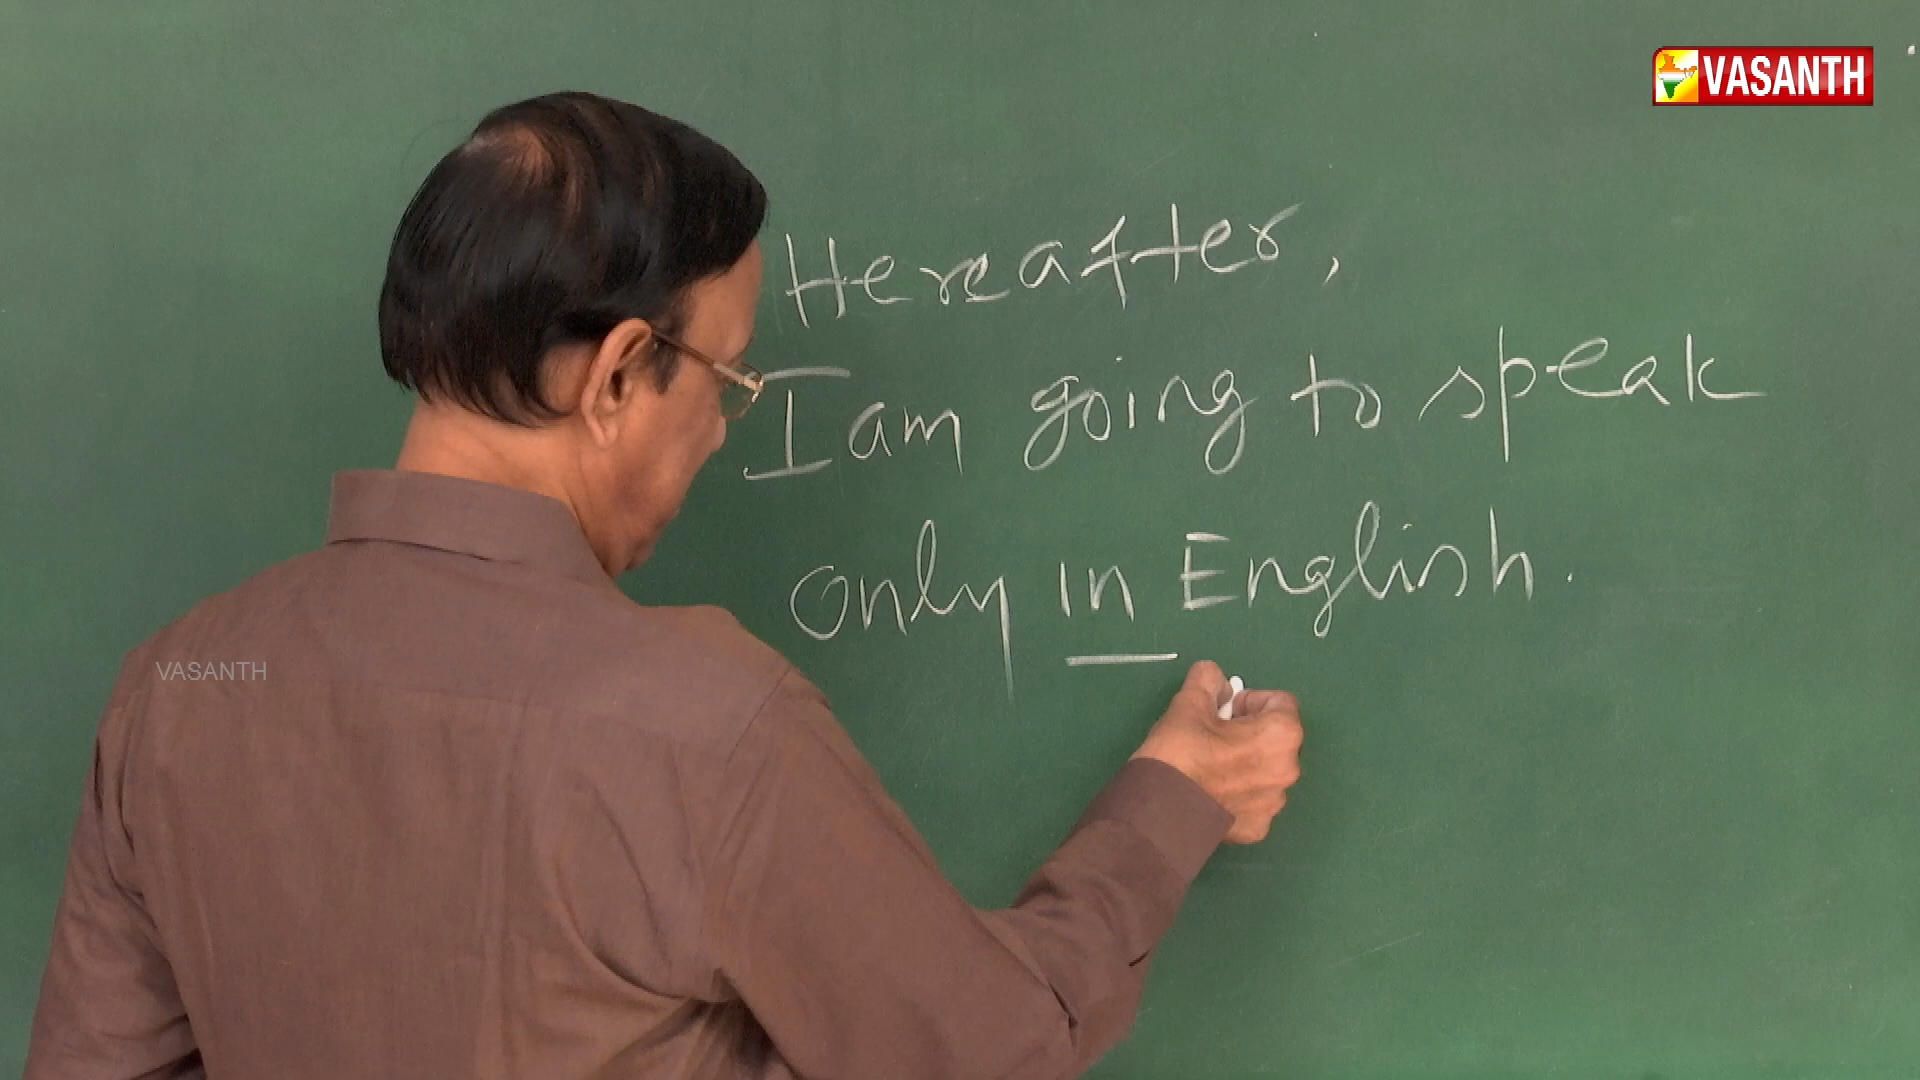 VASANTH
Hereafter,
I am going to speak
only in English.
VASANTH